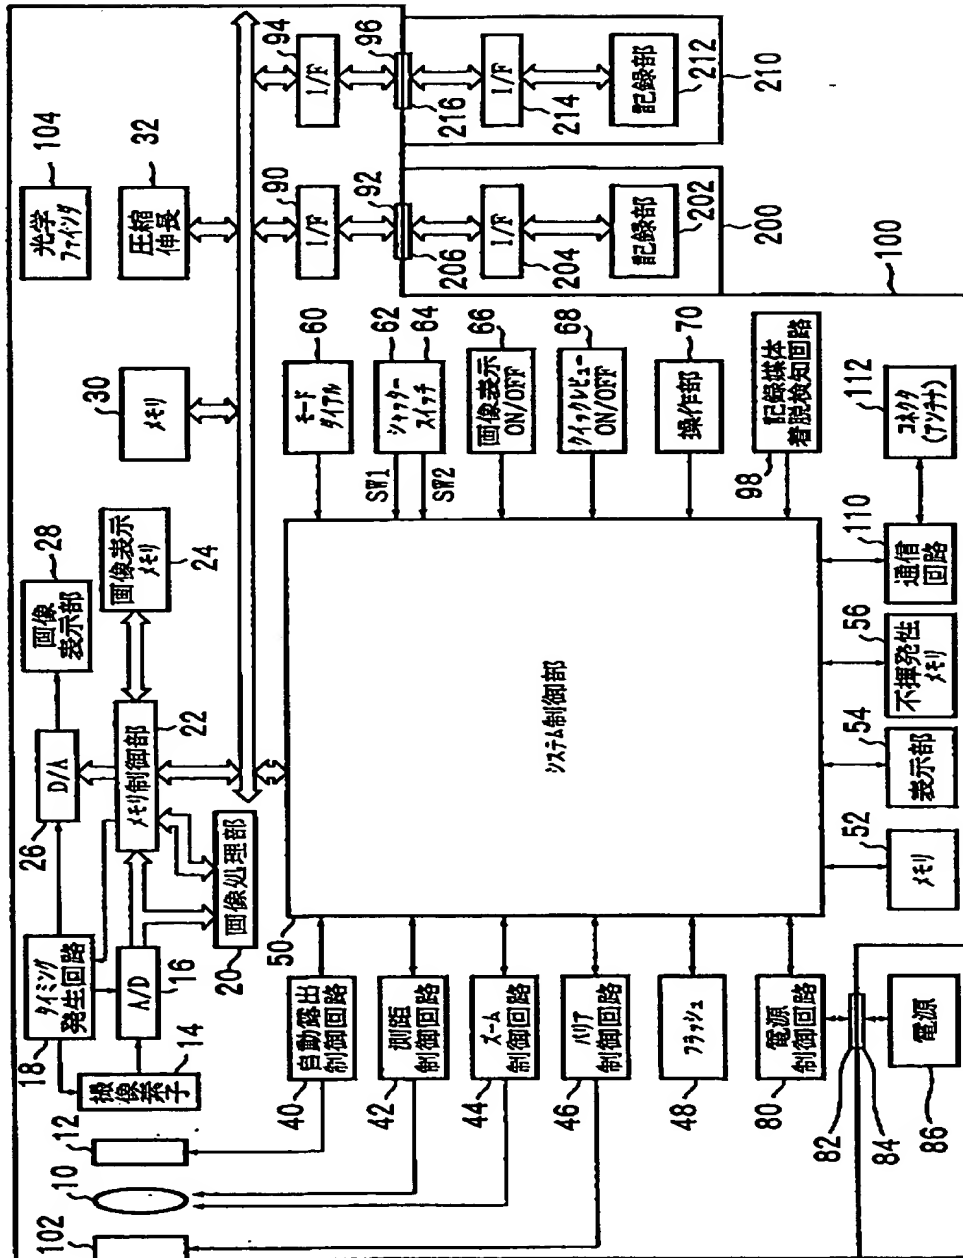 102
10
12
撮像素子
14
タイミング
発生回路
18
A/D
16
画像処理部
20
D/A
26
メモリ制御部
22
画像
表示部
28
画像表示
メモリ
24
メモリ
30
圧縮
伸長
32
光学
ファインダ
104
自動露出
制御回路
40
測距
制御回路
42
ズーム
制御回路
44
バリア
制御回路
46
フラッシュ
48
電源
制御回路
80
82
84
電源
86
システム制御部
50
モード
ダイアル
60
シャッター
スイッチ
62
64
SW1
SW2
画像表示
ON/OFF
66
クイックレビュー
ON/OFF
68
操作部
70
記録媒体
着脱検知回路
98
メモリ
52
表示部
54
不揮発性
メモリ
56
通信
回路
110
コネクタ
(アンテナ)
112
100
I/F
90
92
206
I/F
204
記録部
202
200
I/F
94
96
216
I/F
214
記録部
212
210